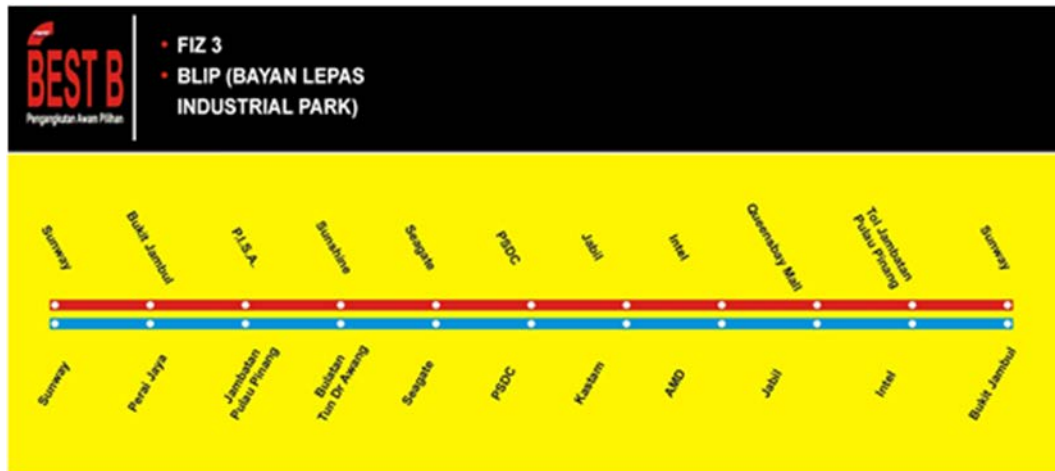 BEST B
Pengangkutan Awam Pilihan
• FIZ 3
• BLIP (BAYAN LEPAS
INDUSTRIAL PARK)
Sunway
Bukit Jambul
P.I.S.A.
Sunshine
Seagate
PSDC
Jabil
Intel
Queensbay Mall
Tol Jambatan
Pulau Pinang
Sunway
Sunway
Perai Jaya
Jambatan
Pulau Pinang
Bulatan
Tun Dr Awang
Seagate
PSDC
Kastam
AMD
Jabil
Intel
Bukit Jambul